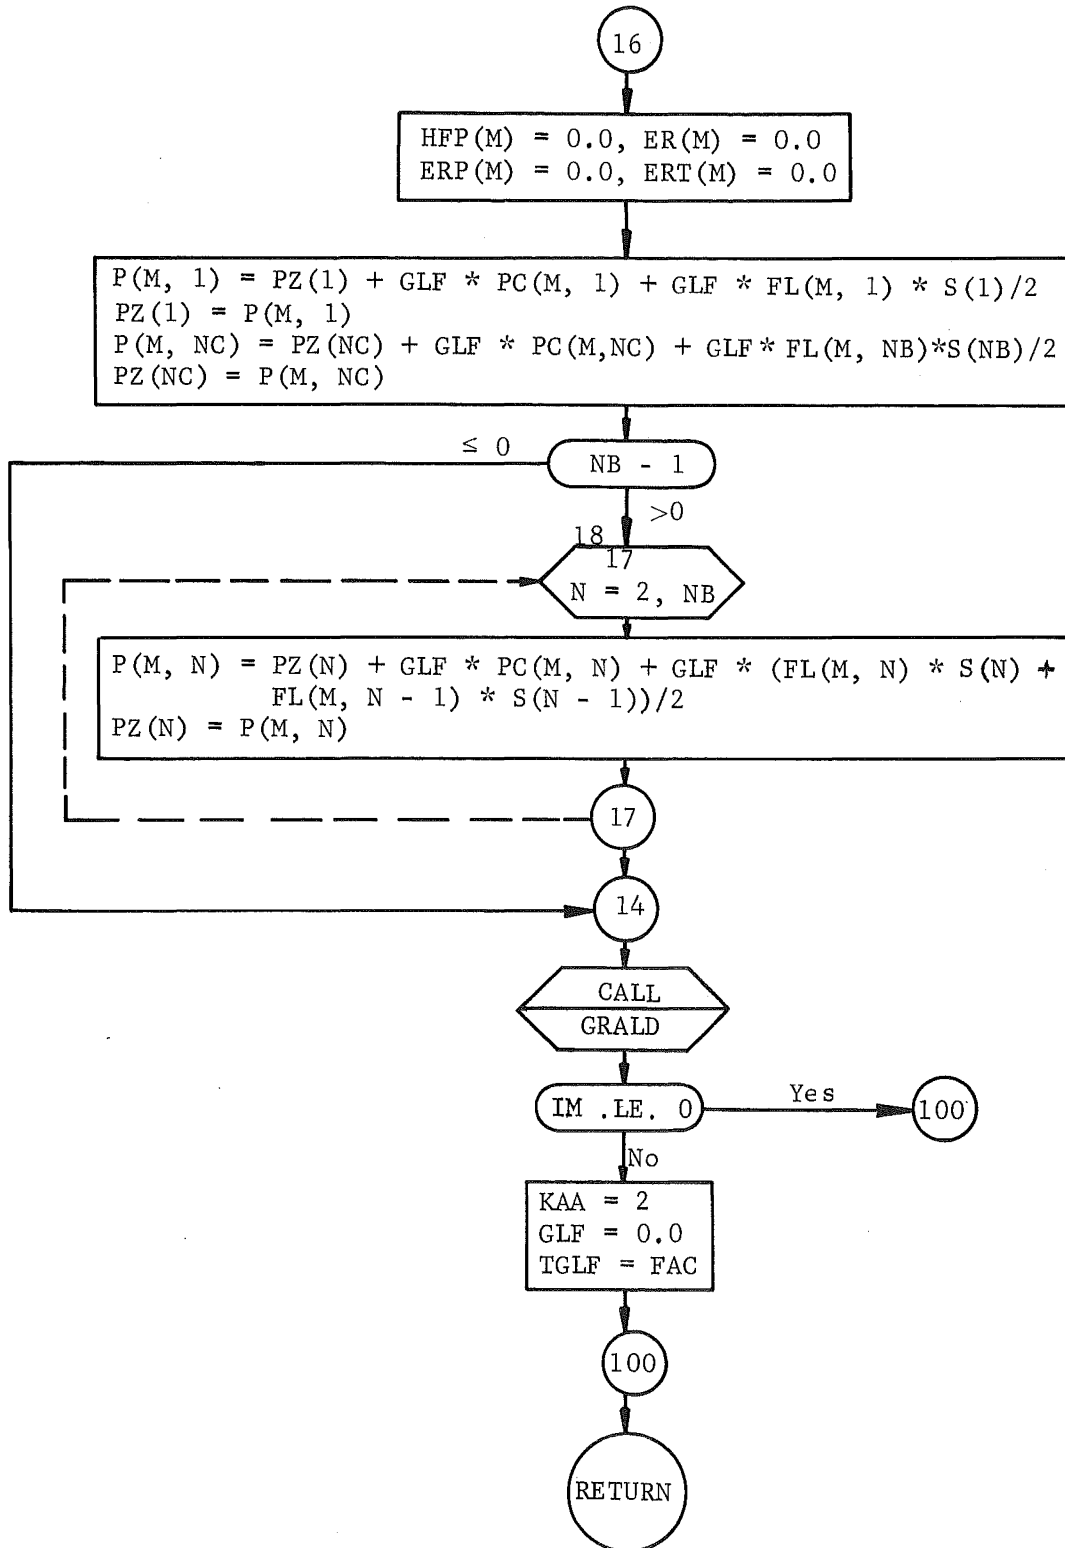 16
HFP(M) = 0.0, ER(M) = 0.0
ERP(M) = 0.0, ERT(M) = 0.0
P(M, 1) = PZ(1) + GLF * PC(M, 1) + GLF * FL(M, 1) * S(1)/2
PZ(1) = P(M, 1)
P(M, NC) = PZ(NC) + GLF * PC(M,NC) + GLF* FL(M, NB)*S(NB)/2
PZ(NC) = P(M, NC)
≤ 0
NB - 1
>0
18
17
N = 2, NB
P(M, N) = PZ(N) + GLF * PC(M, N) + GLF * (FL(M, N) * S(N) +
FL(M, N - 1) * S(N - 1))/2
PZ(N) = P(M, N)
17
14
CALL
GRALD
IM .LE. 0
Yes
100
No
KAA = 2
GLF = 0.0
TGLF = FAC
100
RETURN